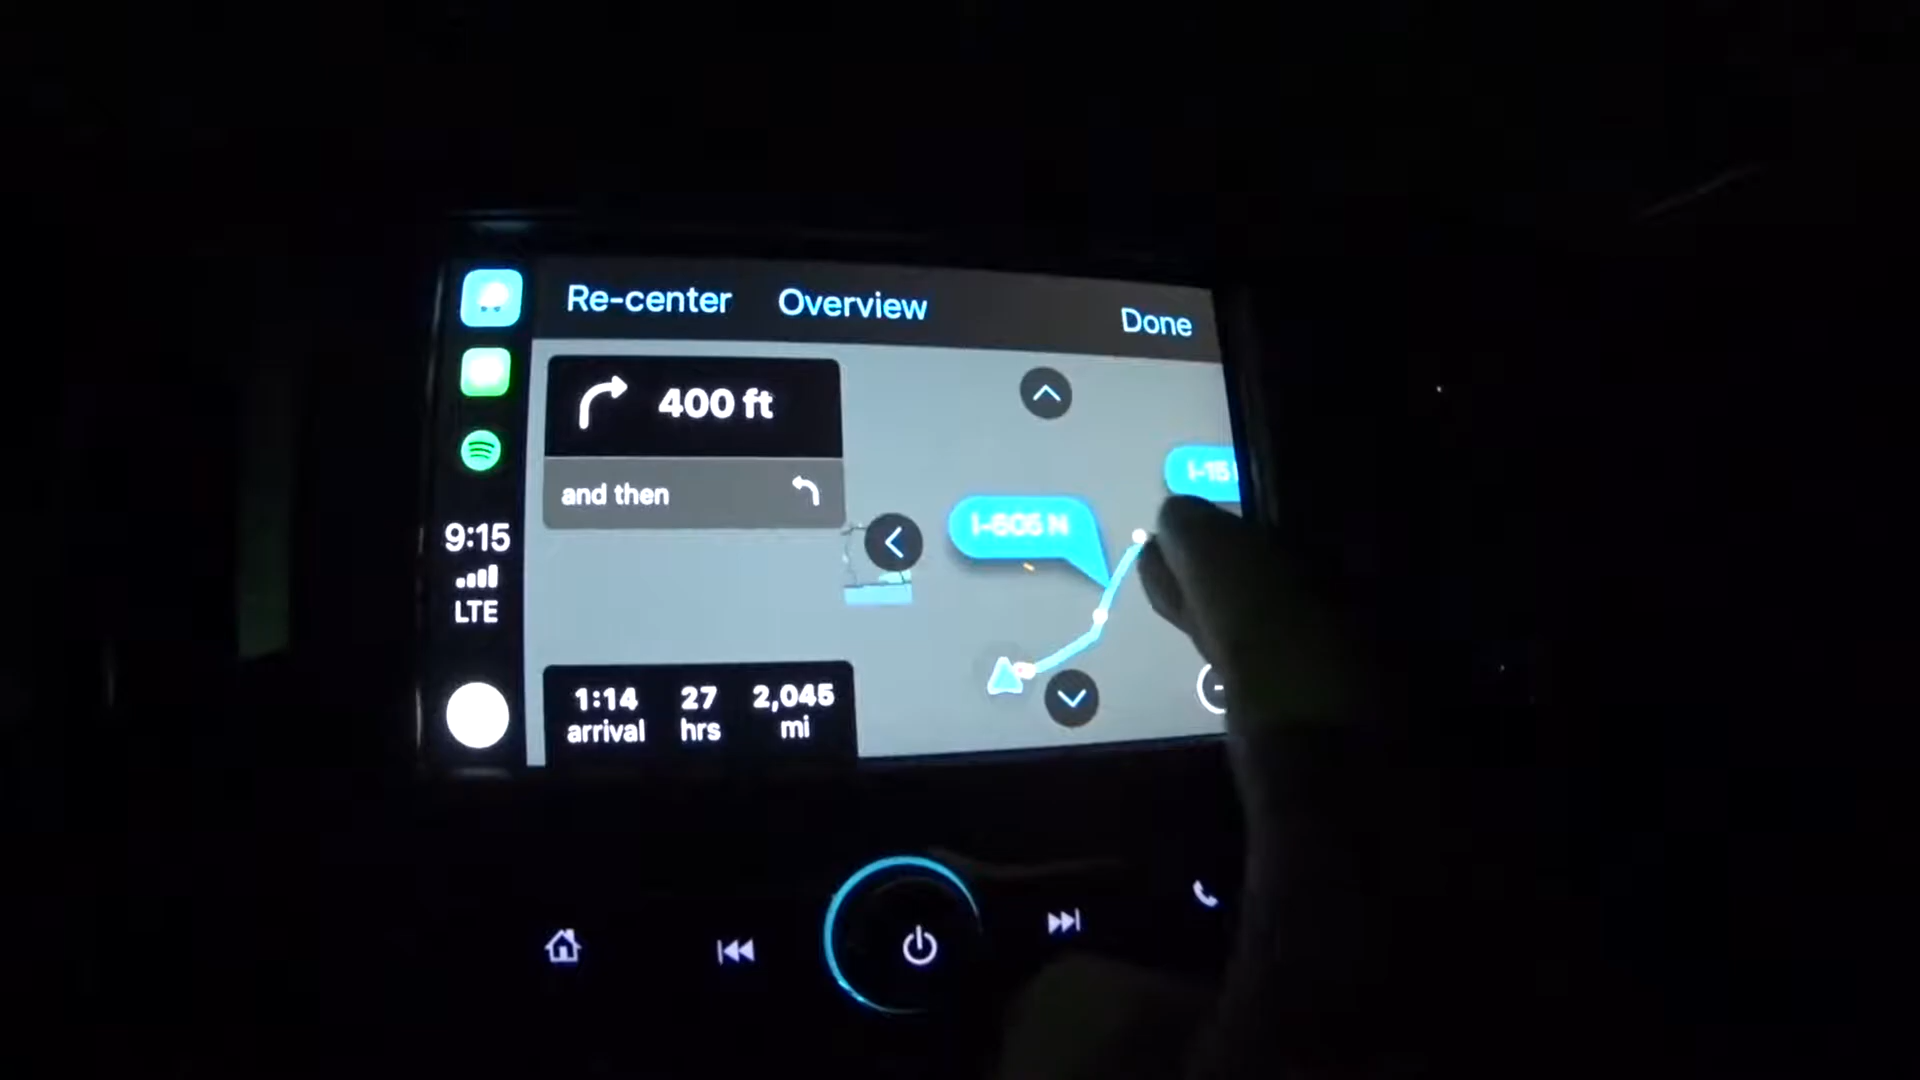 Re-center Overview Done
400 ft
and then
9:15
LTE
I-15
I-605 N
1:14 27 2,045
arrival hrs mi